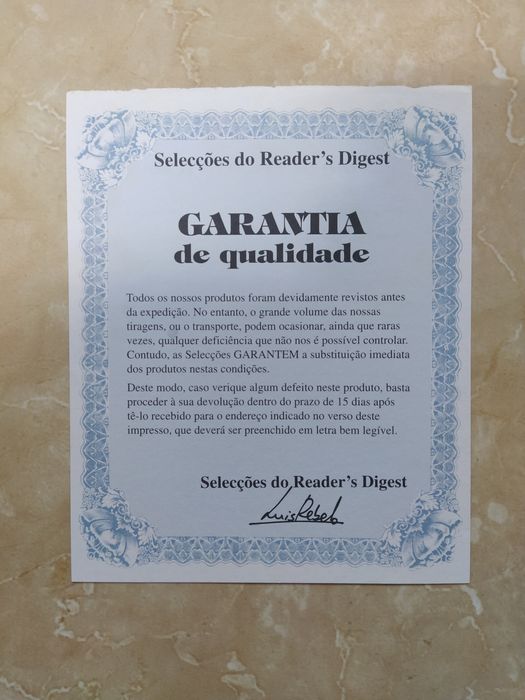 Selecções do Reader's Digest
GARANTIA
de qualidade
Todos os nossos produtos foram devidamente revistos antes
da expedição. No entanto, o grande volume das nossas
tiragens, ou o transporte, podem ocasionar, ainda que raras
vezes, qualquer deficiência que não nos é possível controlar.
Contudo, as Selecções GARANTEM a substituição imediata
dos produtos nestas condições.
Deste modo, caso verique algum defeito neste produto, basta
proceder à sua devolução dentro do prazo de 15 dias após
tê-lo recebido para o endereço indicado no verso deste
impresso, que deverá ser preenchido em letra bem legível.
Selecções do Reader's Digest
Luis Rebelo